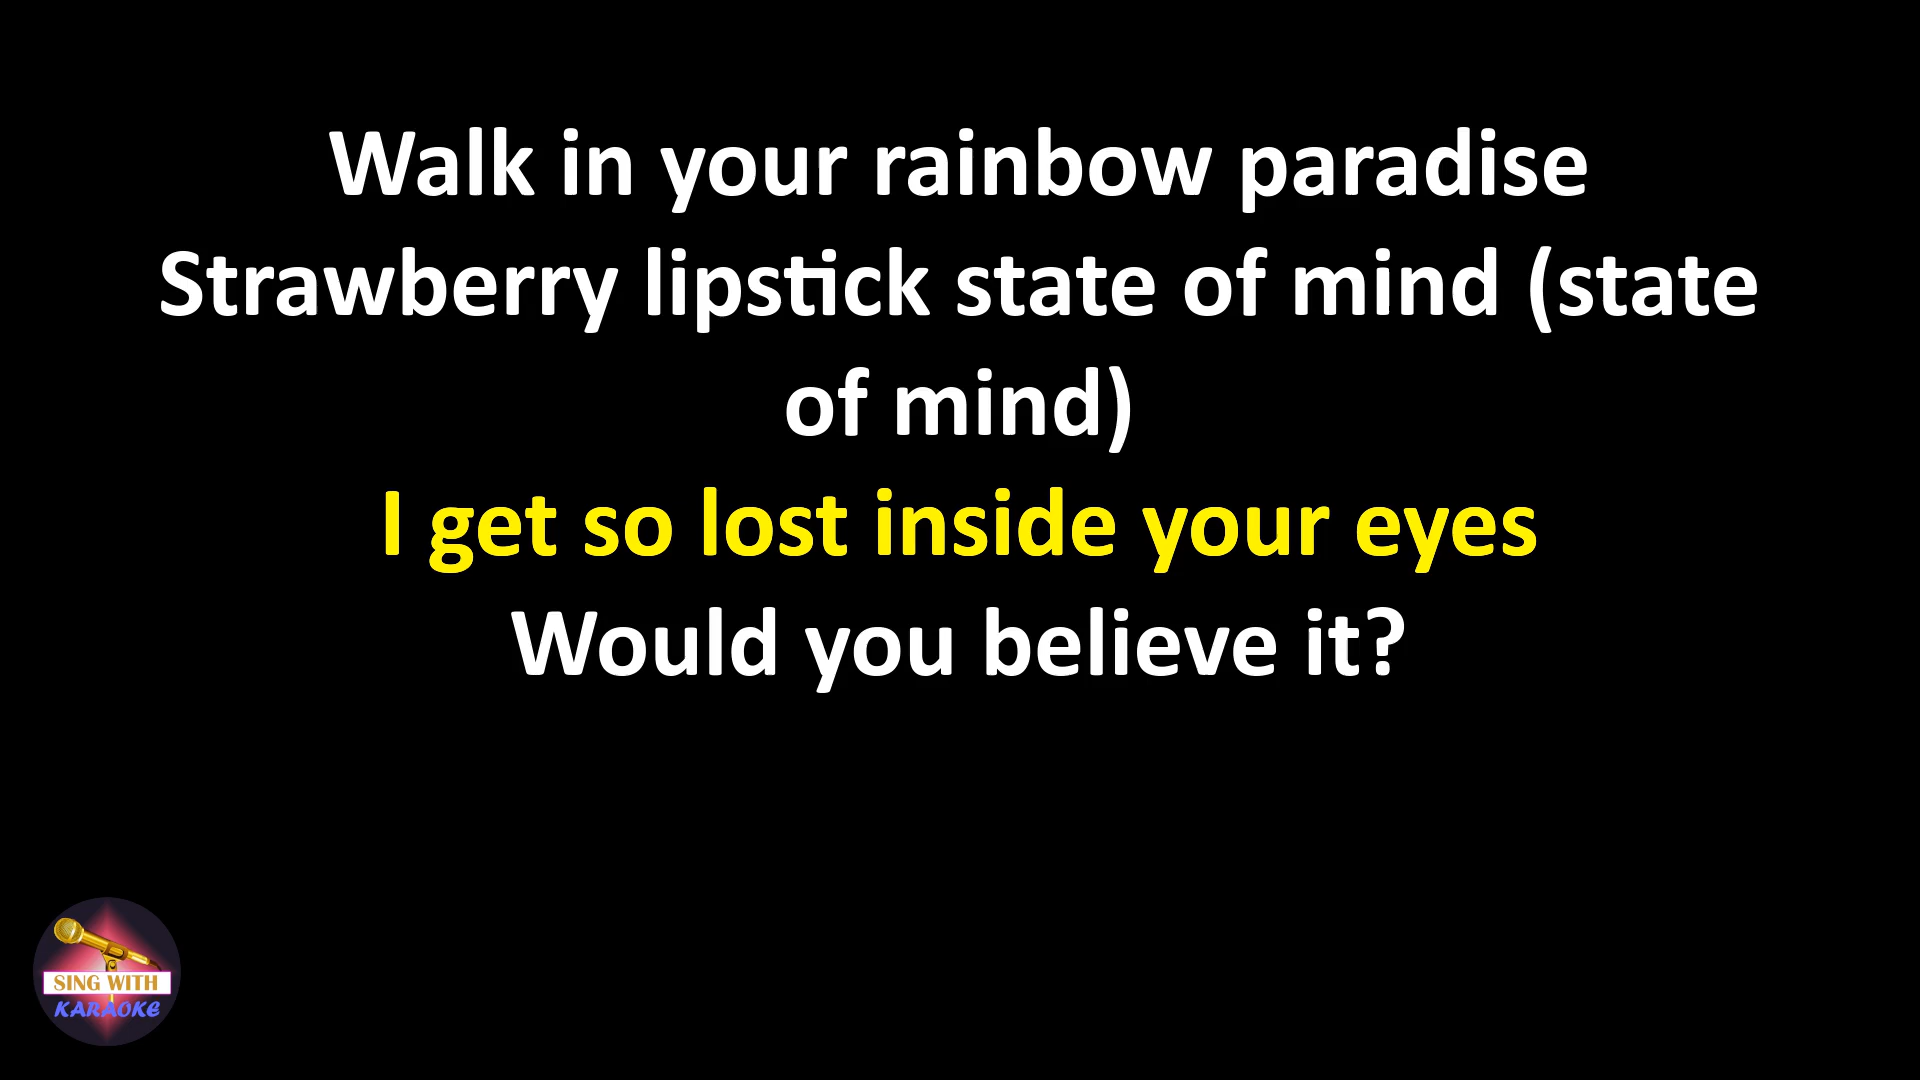 Walk in your rainbow paradise
Strawberry lipstick state of mind (state
of mind)
I get so lost inside your eyes
Would you believe it?
SING WITH
KARAOKE